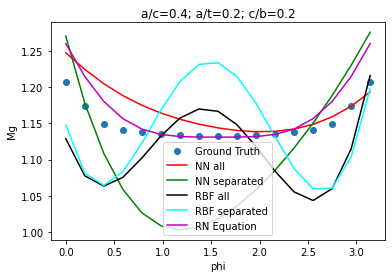 a/c=0.4; a/t=0.2; c/b=0.2
Mg
1.25
1.20
1.15
1.10
1.05
1.00
Ground Truth
NN all
NN separated
RBF all
RBF separated
RN Equation
0.0
0.5
1.0
1.5
2.0
2.5
3.0
phi